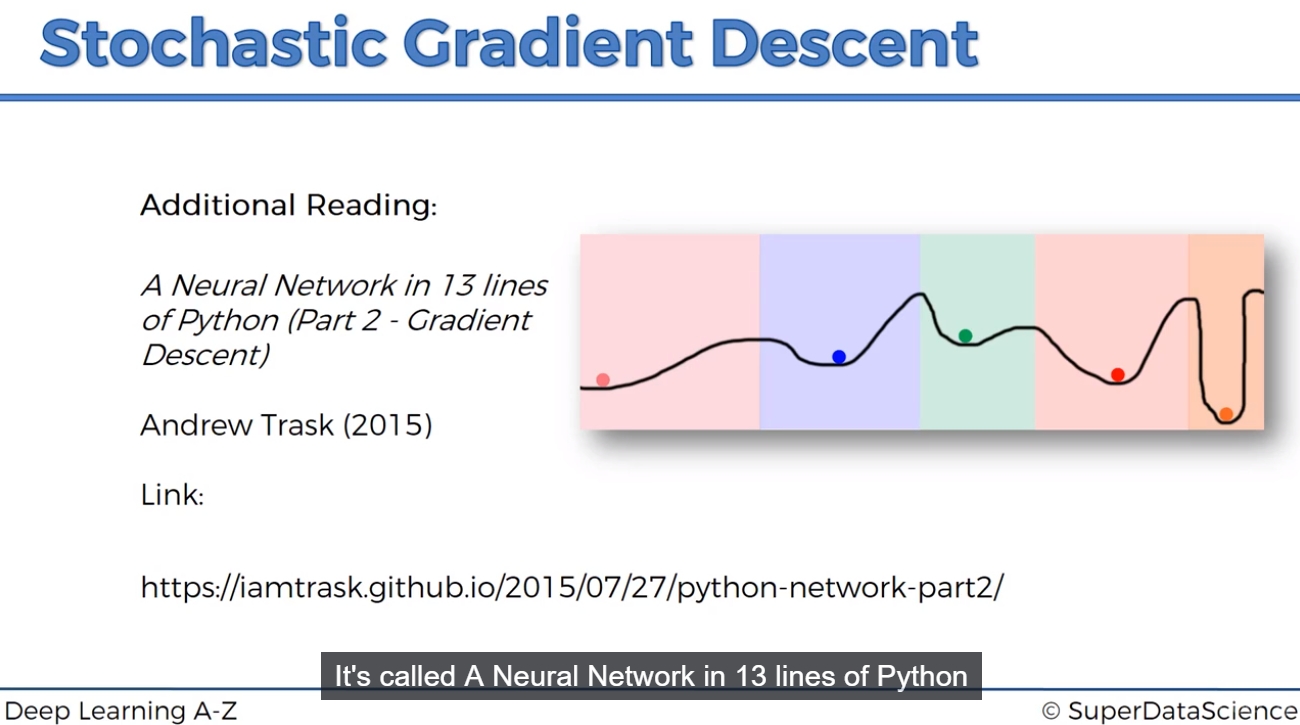 Stochastic Gradient Descent
Additional Reading:
A Neural Network in 13 lines
of Python (Part 2 - Gradient
Descent)
Andrew Trask (2015)
Link:
https://iamtrask.github.io/2015/07/27/python-network-part2/
It's called A Neural Network in 13 lines of Python
Deep Learning A-Z
© SuperDataScience